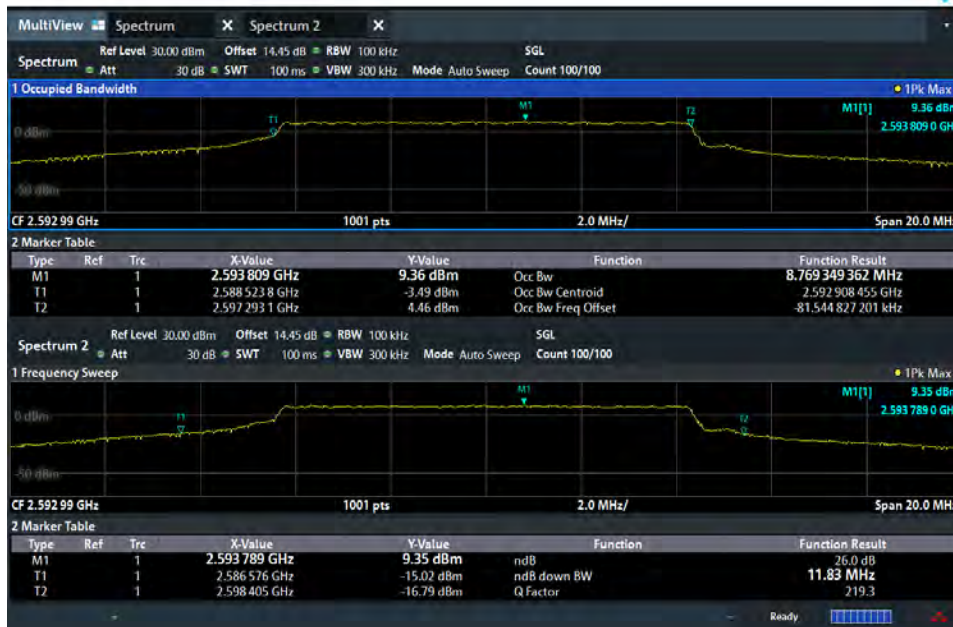 MultiView Spectrum X Spectrum 2 X
Spectrum Ref Level 30.00 dBm Offset 14.45 dB RBW 100 kHz SGL
Att 30 dB SWT 100 ms VBW 300 kHz Mode Auto Sweep Count 100/100
1 Occupied Bandwidth 1Pk Max
M1[1] 9.36 dBm
2.593 809 0 GH
T1 M1 T2
0 dBm
-50 dBm
CF 2.592 99 GHz 1001 pts 2.0 MHz/ Span 20.0 MH
2 Marker Table
Type Ref Trc X-Value Y-Value Function Function Result
M1 1 2.593 809 GHz 9.36 dBm Occ Bw 8.769 349 362 MHz
T1 1 2.588 523 8 GHz -3.49 dBm Occ Bw Centroid 2.592 908 455 GHz
T2 1 2.597 293 1 GHz 4.46 dBm Occ Bw Freq Offset -81.544 827 201 kHz
Spectrum 2 Ref Level 30.00 dBm Offset 14.45 dB RBW 100 kHz SGL
Att 30 dB SWT 100 ms VBW 300 kHz Mode Auto Sweep Count 100/100
1 Frequency Sweep 1Pk Max
M1[1] 9.35 dBm
2.593 789 0 GH
T1 M1 T2
0 dBm
-50 dBm
CF 2.592 99 GHz 1001 pts 2.0 MHz/ Span 20.0 MH
2 Marker Table
Type Ref Trc X-Value Y-Value Function Function Result
M1 1 2.593 789 GHz 9.35 dBm ndB 26.0 dB
T1 1 2.586 576 GHz -15.02 dBm ndB down BW 11.83 MHz
T2 1 2.598 405 GHz -16.79 dBm Q Factor 219.3
Ready